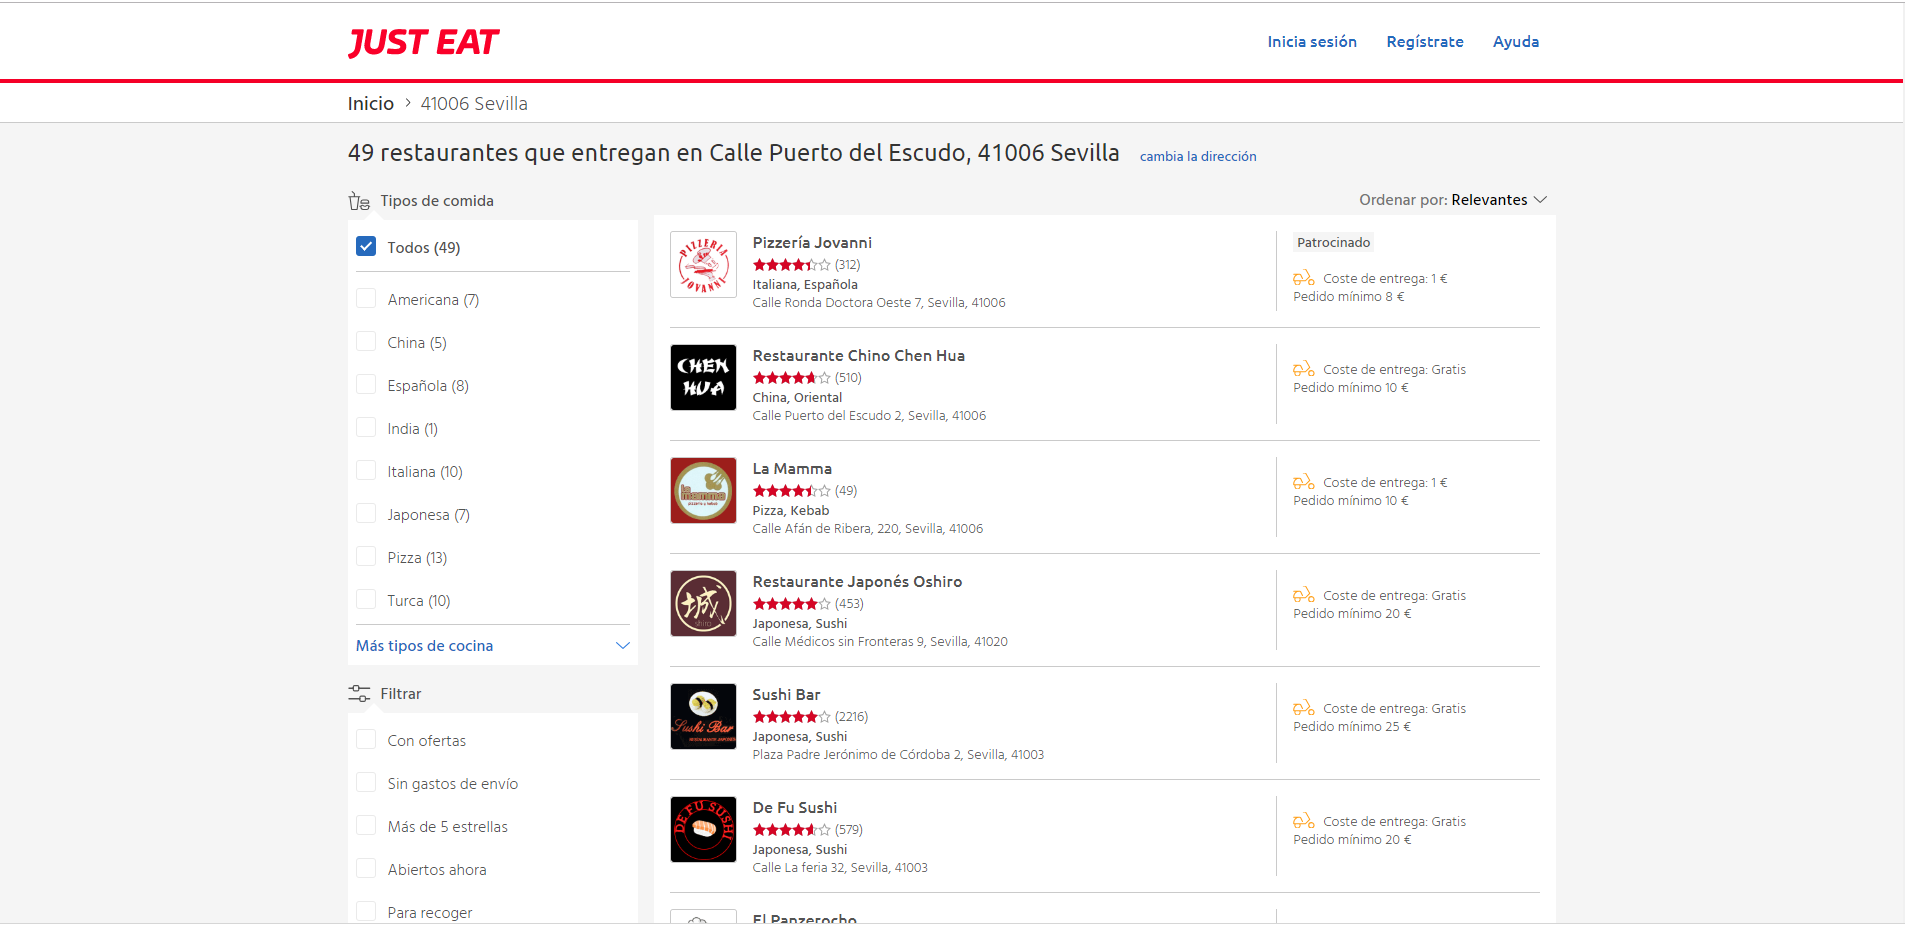 JUST EAT
Inicia sesión Regístrate Ayuda
Inicio > 41006 Sevilla
49 restaurantes que entregan en Calle Puerto del Escudo, 41006 Sevilla cambia la dirección
Tipos de comida
Todos (49)
Americana (7)
China (5)
Española (8)
India (1)
Italiana (10)
Japonesa (7)
Pizza (13)
Turca (10)
Más tipos de cocina
Filtrar
Con ofertas
Sin gastos de envío
Más de 5 estrellas
Abiertos ahora
Para recoger
Ordenar por: Relevantes
PIZZERIA
JOVANNI
Pizzería Jovanni
(312)
Italiana, Española
Calle Ronda Doctora Oeste 7, Sevilla, 41006
Patrocinado
Coste de entrega: 1 €
Pedido mínimo 8 €
CHEN
HUA
Restaurante Chino Chen Hua
(510)
China, Oriental
Calle Puerto del Escudo 2, Sevilla, 41006
Coste de entrega: Gratis
Pedido mínimo 10 €
la
mamma
pizzeria y kebab
La Mamma
(49)
Pizza, Kebab
Calle Afán de Ribera, 220, Sevilla, 41006
Coste de entrega: 1 €
Pedido mínimo 10 €
城
shiro
Restaurante Japonés Oshiro
(453)
Japonesa, Sushi
Calle Médicos sin Fronteras 9, Sevilla, 41020
Coste de entrega: Gratis
Pedido mínimo 20 €
Sushi Bar
RESTAURANTE JAPONÉS
Sushi Bar
(2216)
Japonesa, Sushi
Plaza Padre Jerónimo de Córdoba 2, Sevilla, 41003
Coste de entrega: Gratis
Pedido mínimo 25 €
DE FU SUSHI
De Fu Sushi
(579)
Japonesa, Sushi
Calle La feria 32, Sevilla, 41003
Coste de entrega: Gratis
Pedido mínimo 20 €
El Panzerocho